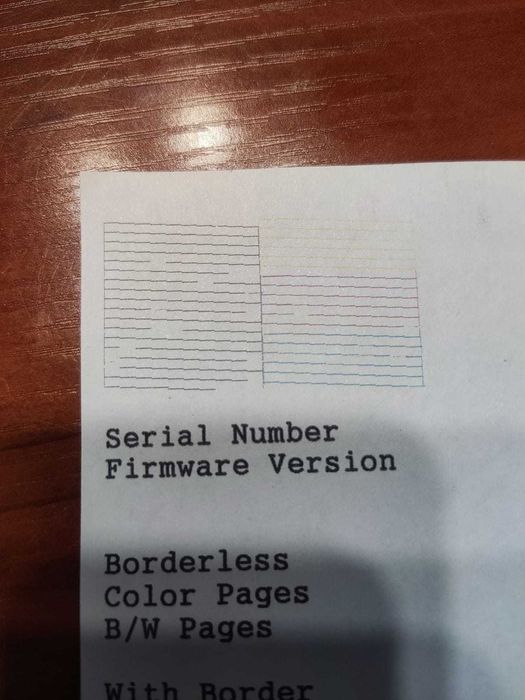 Serial Number
Firmware Version
Borderless
Color Pages
B/W Pages
With Border